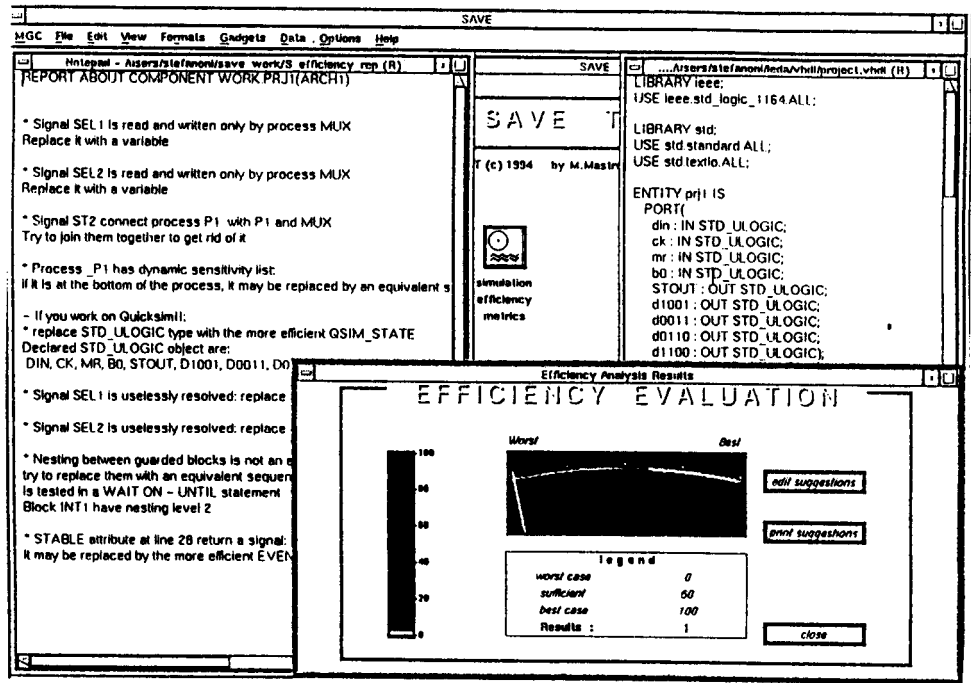 SAVE
MGC File Edit View Formats Gadgets Data Options Help
Notepad - /users/stefanoni/save_work/S_efficiency_rep (R)
REPORT ABOUT COMPONENT WORK.PRJ1(ARCH1)
* Signal SEL1 is read and written only by process MUX
Replace it with a variable
* Signal SEL2 is read and written only by process MUX
Replace it with a variable
* Signal ST2 connect process P1 with P1 and MUX
Try to join them together to get rid of it
* Process _P1 has dynamic sensitivity list:
If it is at the bottom of the process, it may be replaced by an equivalent s
- If you work on QuicksimII:
* replace STD_ULOGIC type with the more efficient QSIM_STATE
Declared STD_ULOGIC object are:
DIN, CK, MR, B0, STOUT, D1001, D0011, D0
* Signal SEL1 is uselessly resolved: replace
* Signal SEL2 is uselessly resolved: replace
* Nesting between guarded blocks is not an e
try to replace them with an equivalent sequen
is tested in a WAIT ON - UNTIL statement
Block INT1 have nesting level 2
* STABLE attribute at line 28 return a signal:
It may be replaced by the more efficient EVEN
SAVE
SAVE T
T (c) 1994 by M.Mastr
simulation
efficiency
metrics
..../users/stefanoni/leda/vhdl/project.vhdl (R)
LIBRARY ieee;
USE ieee.std_logic_1164.ALL;
LIBRARY std;
USE std.standard.ALL;
USE std.textio.ALL;
ENTITY prj1 IS
PORT(
din : IN STD_ULOGIC;
ck : IN STD_ULOGIC;
mr : IN STD_ULOGIC;
b0 : IN STD_ULOGIC;
STOUT : OUT STD_ULOGIC;
d1001 : OUT STD_ULOGIC;
d0011 : OUT STD_ULOGIC;
d0110 : OUT STD_ULOGIC;
d1100 : OUT STD_ULOGIC);
Efficiency Analysis Results
EFFICIENCY EVALUATION
Worst Best
100
80
60
40
20
0
edit suggestions
print suggestions
legend
worst case 0
sufficient 60
best case 100
Results : 1
close